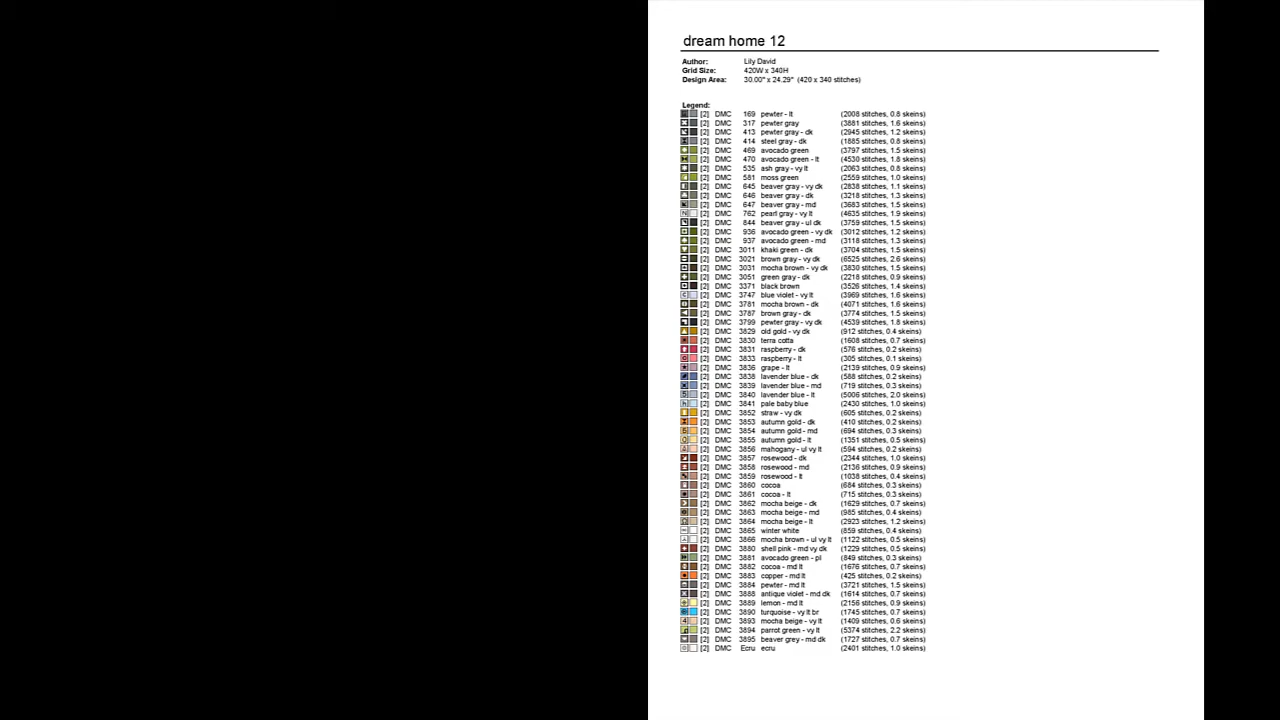 dream home 12
Author: Lily David
Grid Size: 420W x 340H
Design Area: 30.00" x 24.29" (420 x 340 stitches)
Legend:
[2] DMC 169 pewter - lt (2008 stitches, 0.8 skeins)
[2] DMC 317 pewter gray (3881 stitches, 1.6 skeins)
[2] DMC 413 pewter gray - dk (2945 stitches, 1.2 skeins)
[2] DMC 414 steel gray - dk (1885 stitches, 0.8 skeins)
[2] DMC 469 avocado green (3797 stitches, 1.5 skeins)
[2] DMC 470 avocado green - lt (4530 stitches, 1.8 skeins)
[2] DMC 535 ash gray - vy lt (2063 stitches, 0.8 skeins)
[2] DMC 581 moss green (2559 stitches, 1.0 skeins)
[2] DMC 645 beaver gray - vy dk (2838 stitches, 1.1 skeins)
[2] DMC 646 beaver gray - dk (3218 stitches, 1.3 skeins)
[2] DMC 647 beaver gray - md (3683 stitches, 1.5 skeins)
N [2] DMC 762 pearl gray - vy lt (4635 stitches, 1.9 skeins)
[2] DMC 844 beaver gray - ul dk (3759 stitches, 1.5 skeins)
[2] DMC 936 avocado green - vy dk (3012 stitches, 1.2 skeins)
[2] DMC 937 avocado green - md (3118 stitches, 1.3 skeins)
[2] DMC 3011 khaki green - dk (3704 stitches, 1.5 skeins)
[2] DMC 3021 brown gray - vy dk (6525 stitches, 2.6 skeins)
[2] DMC 3031 mocha brown - vy dk (3830 stitches, 1.5 skeins)
[2] DMC 3051 green gray - dk (2218 stitches, 0.9 skeins)
[2] DMC 3371 black brown (3526 stitches, 1.4 skeins)
C [2] DMC 3747 blue violet - vy lt (3969 stitches, 1.6 skeins)
[2] DMC 3781 mocha brown - dk (4071 stitches, 1.6 skeins)
[2] DMC 3787 brown gray - dk (3774 stitches, 1.5 skeins)
[2] DMC 3799 pewter gray - vy dk (4539 stitches, 1.8 skeins)
[2] DMC 3829 old gold - vy dk (912 stitches, 0.4 skeins)
[2] DMC 3830 terra cotta (1608 stitches, 0.7 skeins)
[2] DMC 3831 raspberry - dk (576 stitches, 0.2 skeins)
[2] DMC 3833 raspberry - lt (305 stitches, 0.1 skeins)
[2] DMC 3836 grape - lt (2139 stitches, 0.9 skeins)
[2] DMC 3838 lavender blue - dk (588 stitches, 0.2 skeins)
[2] DMC 3839 lavender blue - md (719 stitches, 0.3 skeins)
5 [2] DMC 3840 lavender blue - lt (5006 stitches, 2.0 skeins)
h [2] DMC 3841 pale baby blue (2430 stitches, 1.0 skeins)
[2] DMC 3852 straw - vy dk (605 stitches, 0.2 skeins)
[2] DMC 3853 autumn gold - dk (410 stitches, 0.2 skeins)
[2] DMC 3854 autumn gold - md (694 stitches, 0.3 skeins)
[2] DMC 3855 autumn gold - lt (1351 stitches, 0.5 skeins)
[2] DMC 3856 mahogany - ul vy lt (594 stitches, 0.2 skeins)
[2] DMC 3857 rosewood - dk (2344 stitches, 1.0 skeins)
[2] DMC 3858 rosewood - md (2136 stitches, 0.9 skeins)
[2] DMC 3859 rosewood - lt (1038 stitches, 0.4 skeins)
[2] DMC 3860 cocoa (684 stitches, 0.3 skeins)
[2] DMC 3861 cocoa - lt (715 stitches, 0.3 skeins)
[2] DMC 3862 mocha beige - dk (1629 stitches, 0.7 skeins)
[2] DMC 3863 mocha beige - md (985 stitches, 0.4 skeins)
Ω [2] DMC 3864 mocha beige - lt (2923 stitches, 1.2 skeins)
[2] DMC 3865 winter white (859 stitches, 0.4 skeins)
[2] DMC 3866 mocha brown - ul vy lt (1122 stitches, 0.5 skeins)
[2] DMC 3880 shell pink - md vy dk (1229 stitches, 0.5 skeins)
[2] DMC 3881 avocado green - pl (849 stitches, 0.3 skeins)
[2] DMC 3882 cocoa - md lt (1676 stitches, 0.7 skeins)
[2] DMC 3883 copper - md lt (425 stitches, 0.2 skeins)
[2] DMC 3884 pewter - md lt (3721 stitches, 1.5 skeins)
[2] DMC 3888 antique violet - md dk (1614 stitches, 0.7 skeins)
[2] DMC 3889 lemon - md lt (2156 stitches, 0.9 skeins)
[2] DMC 3890 turquoise - vy lt br (1745 stitches, 0.7 skeins)
4 [2] DMC 3893 mocha beige - vy lt (1409 stitches, 0.6 skeins)
[2] DMC 3894 parrot green - vy lt (5374 stitches, 2.2 skeins)
[2] DMC 3895 beaver grey - md dk (1727 stitches, 0.7 skeins)
[2] DMC Ecru ecru (2401 stitches, 1.0 skeins)